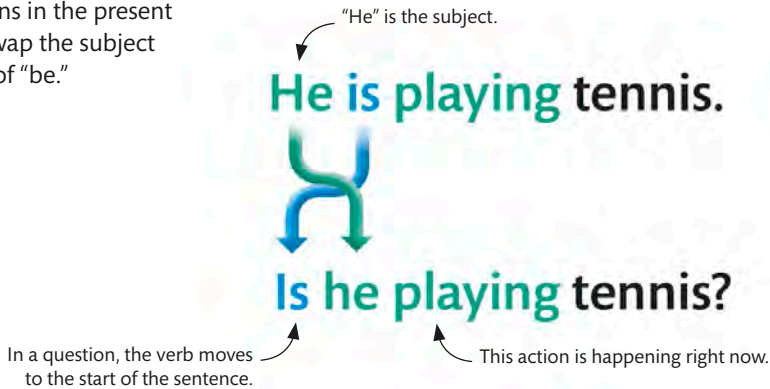 ns in the present
wap the subject
of “be.”
“He” is the subject.
He is playing tennis.
Is he playing tennis?
In a question, the verb moves
to the start of the sentence.
This action is happening right now.